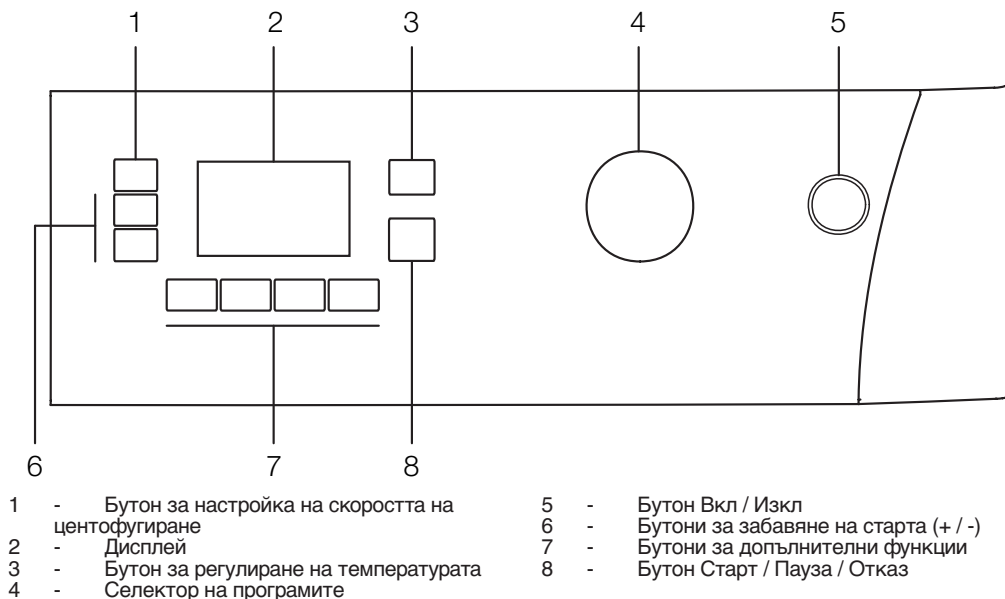 1 2 3 4 5
6 7 8
1 - Бутон за настройка на скоростта на
центофугиране
2 - Дисплей
3 - Бутон за регулиране на температурата
4 - Селектор на програмите
5 - Бутон Вкл / Изкл
6 - Бутони за забавяне на старта (+ / -)
7 - Бутони за допълнителни функции
8 - Бутон Старт / Пауза / Отказ